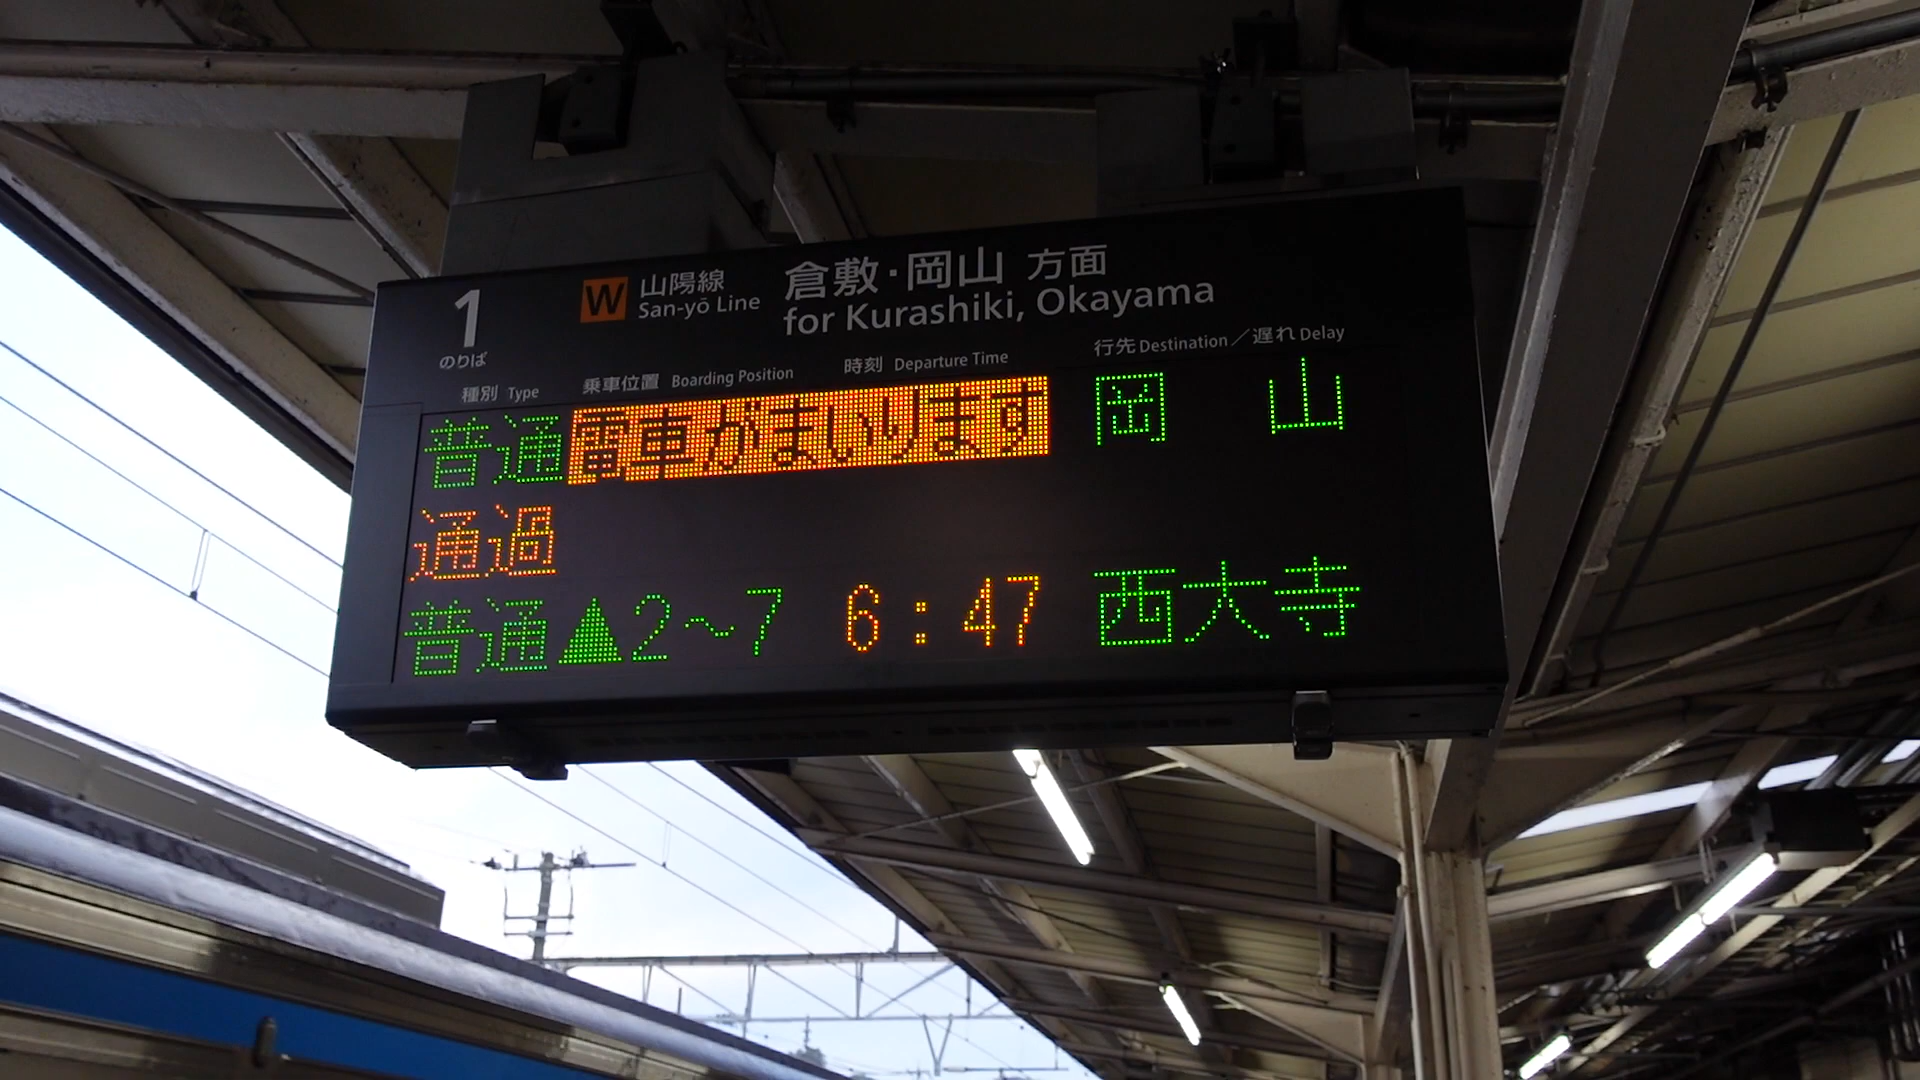 1
のりば
W 山陽線
San-yō Line
倉敷・岡山 方面
for Kurashiki, Okayama
種別 Type 乗車位置 Boarding Position 時刻 Departure Time 行先 Destination／遅れ Delay
普通 電車がまいります 岡 山
通過
普通 ▲2〜7 6:47 西大寺